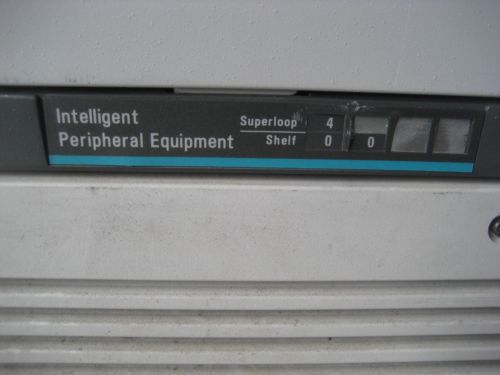 Intelligent
Peripheral Equipment
Superloop 4
Shelf 0 0